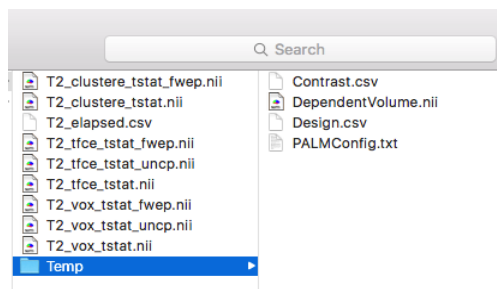 Search
T2_clustere_tstat_fwep.nii
T2_clustere_tstat.nii
T2_elapsed.csv
T2_tfce_tstat_fwep.nii
T2_tfce_tstat_uncp.nii
T2_tfce_tstat.nii
T2_vox_tstat_fwep.nii
T2_vox_tstat_uncp.nii
T2_vox_tstat.nii
Temp
Contrast.csv
DependentVolume.nii
Design.csv
PALMConfig.txt